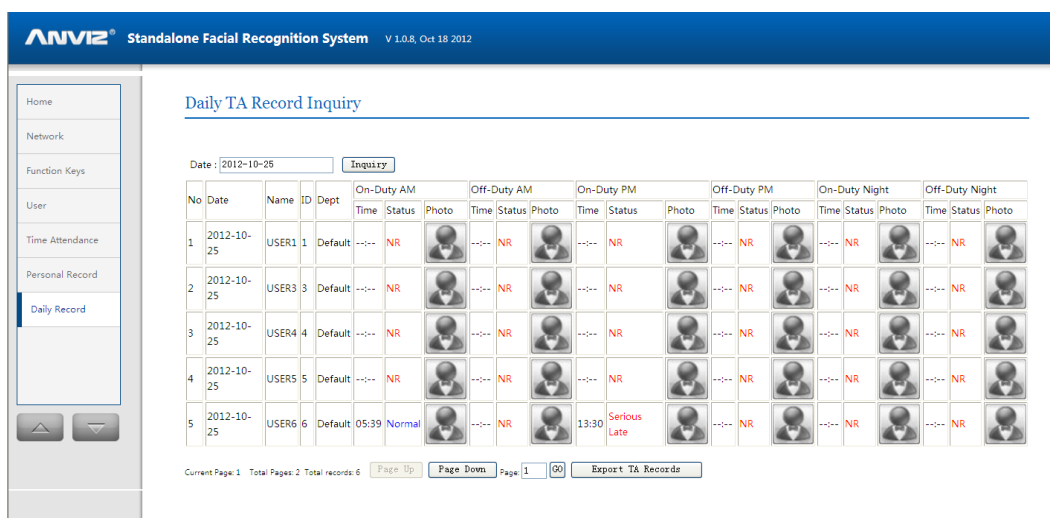 ANVIZ® Standalone Facial Recognition System V 1.0.8, Oct 18 2012
Home
Network
Function Keys
User
Time Attendance
Personal Record
Daily Record
Daily TA Record Inquiry
Date : 2012-10-25 Inquiry
No Date Name ID Dept On-Duty AM Off-Duty AM On-Duty PM Off-Duty PM On-Duty Night Off-Duty Night
Time Status Photo Time Status Photo Time Status Photo Time Status Photo Time Status Photo Time Status Photo
1 2012-10-25 USER1 1 Default --:-- NR --:-- NR --:-- NR --:-- NR --:-- NR --:-- NR
2 2012-10-25 USER3 3 Default --:-- NR --:-- NR --:-- NR --:-- NR --:-- NR --:-- NR
3 2012-10-25 USER4 4 Default --:-- NR --:-- NR --:-- NR --:-- NR --:-- NR --:-- NR
4 2012-10-25 USER5 5 Default --:-- NR --:-- NR --:-- NR --:-- NR --:-- NR --:-- NR
5 2012-10-25 USER6 6 Default 05:39 Normal --:-- NR 13:30 Serious Late --:-- NR --:-- NR --:-- NR
Current Page: 1 Total Pages: 2 Total records: 6 Page Up Page Down Page: 1 GO Export TA Records